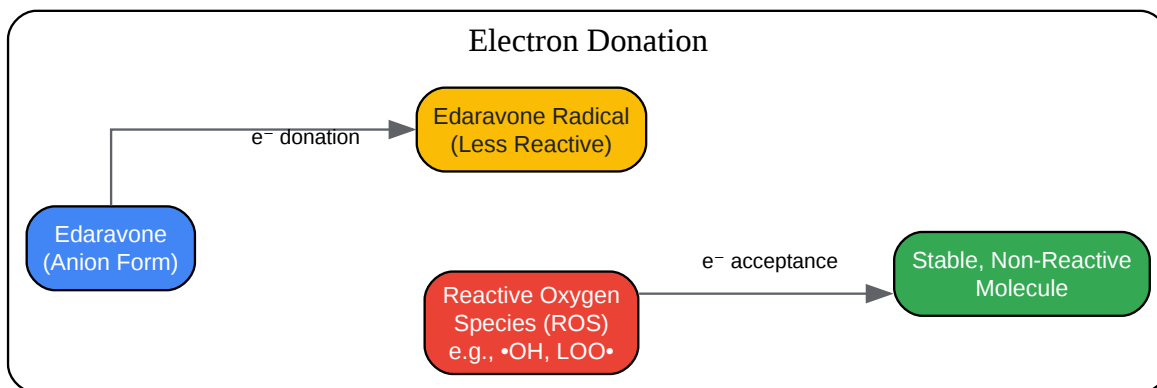 Electron Donation
Edaravone Radical
(Less Reactive)
e⁻ donation
Edaravone
(Anion Form)
Reactive Oxygen
Species (ROS)
e.g., •OH, LOO•
e⁻ acceptance
Stable, Non-Reactive
Molecule